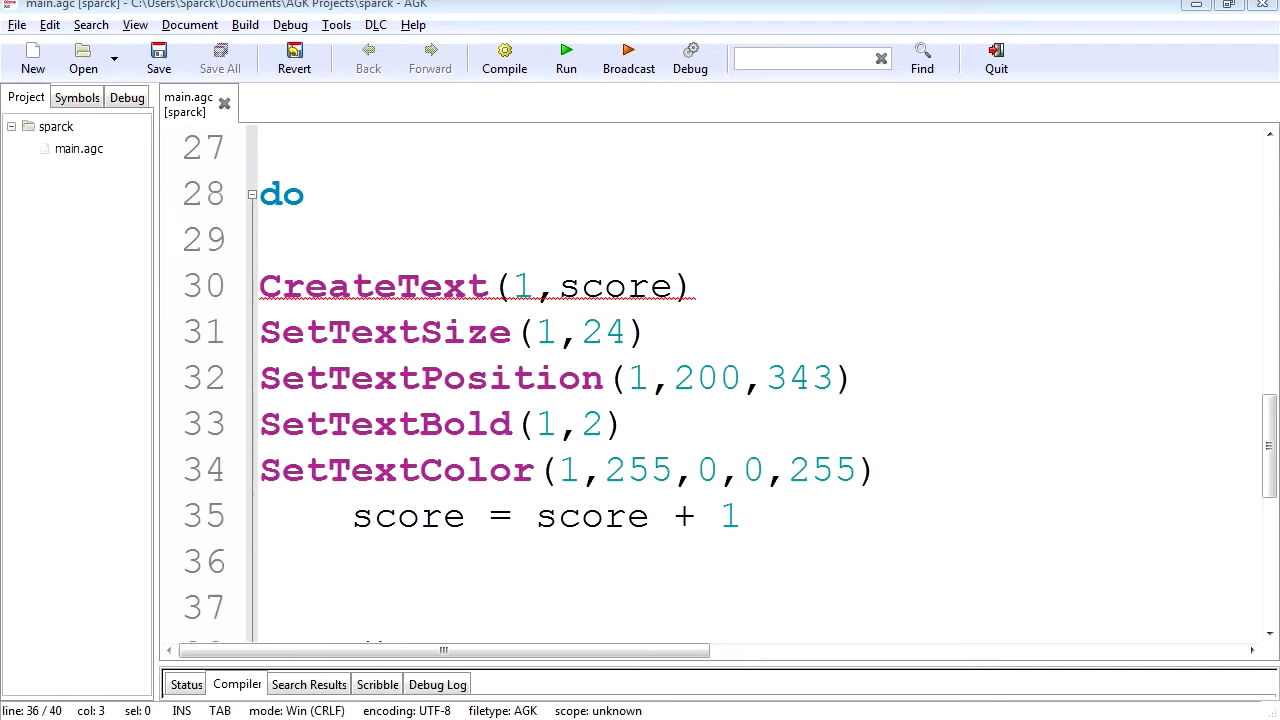 main.agc [sparck] - C:\Users\Sparck\Documents\AGK Projects\sparck - AGK
File Edit Search View Document Build Debug Tools DLC Help
New Open Save Save All Revert Back Forward Compile Run Broadcast Debug Find Quit
Project Symbols Debug
main.agc
[sparck]
sparck
main.agc
27
28 do
29
30 CreateText(1,score)
31 SetTextSize(1,24)
32 SetTextPosition(1,200,343)
33 SetTextBold(1,2)
34 SetTextColor(1,255,0,0,255)
35 score = score + 1
36
37
Status Compiler Search Results Scribble Debug Log
line: 36 / 40 col: 3 sel: 0 INS TAB mode: Win (CRLF) encoding: UTF-8 filetype: AGK scope: unknown